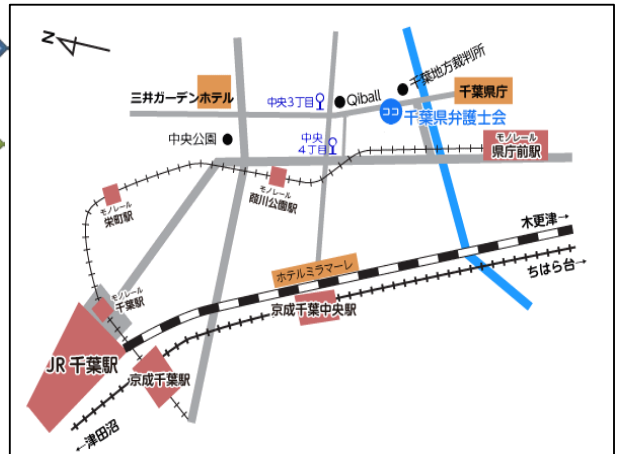 N
三井ガーデンホテル
中央3丁目
Qiball
千葉地方裁判所
千葉県庁
ココ
千葉県弁護士会
中央公園
中央
4丁目
モノレール
県庁前駅
モノレール
葭川公園駅
モノレール
栄町駅
木更津→
ちはら台→
ホテルミラマーレ
京成千葉中央駅
モノレール
千葉駅
JR 千葉駅
京成千葉駅
←津田沼